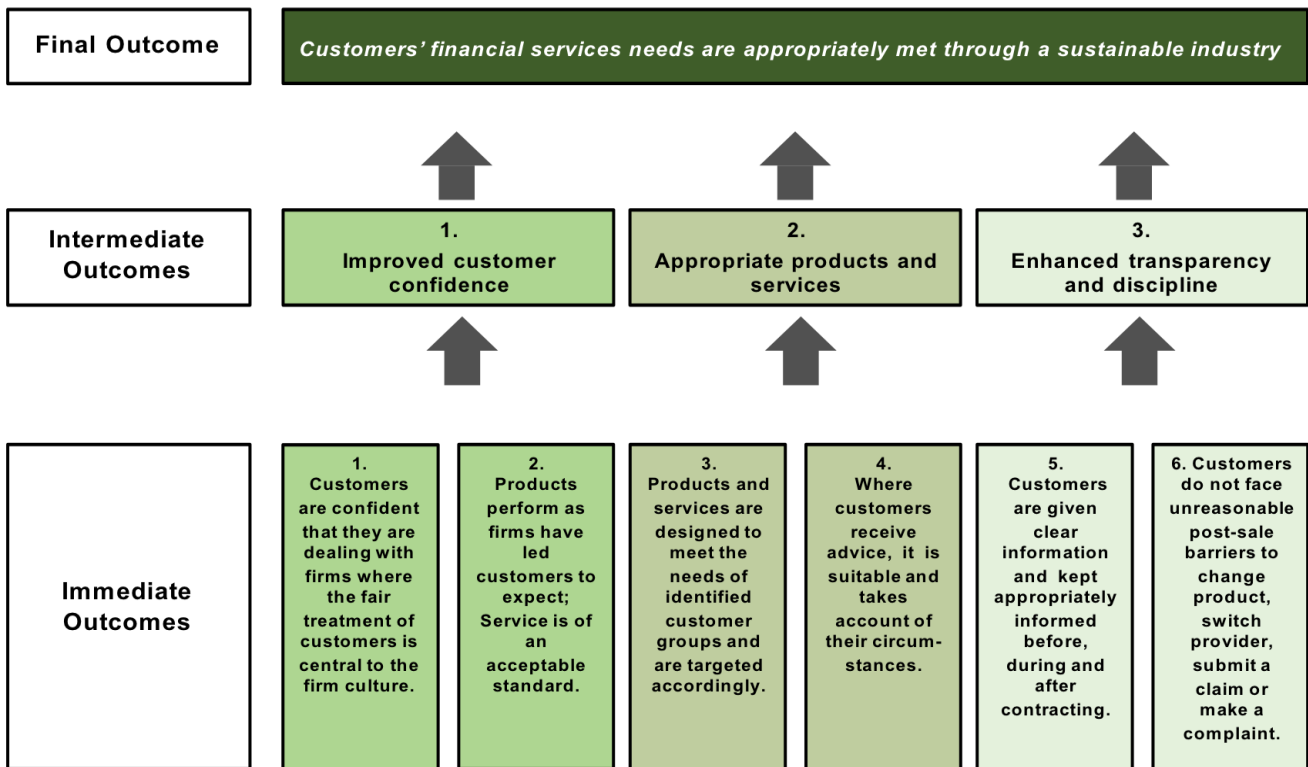 Final Outcome
Customers’ financial services needs are appropriately met through a sustainable industry
Intermediate
Outcomes
1.
Improved customer
confidence
2.
Appropriate products and
services
3.
Enhanced transparency
and discipline
Immediate
Outcomes
1.
Customers
are confident
that they are
dealing with
firms where
the fair
treatment of
customers is
central to the
firm culture.
2.
Products
perform as
firms have
led
customers to
expect;
Service is of
an
acceptable
standard.
3.
Products and
services are
designed to
meet the
needs of
identified
customer
groups and
are targeted
accordingly.
4.
Where
customers
receive
advice, it is
suitable and
takes
account of
their circum-
stances.
5.
Customers
are given
clear
information
and kept
appropriately
informed
before,
during and
after
contracting.
6. Customers
do not face
unreasonable
post-sale
barriers to
change
product,
switch
provider,
submit a
claim or
make a
complaint.